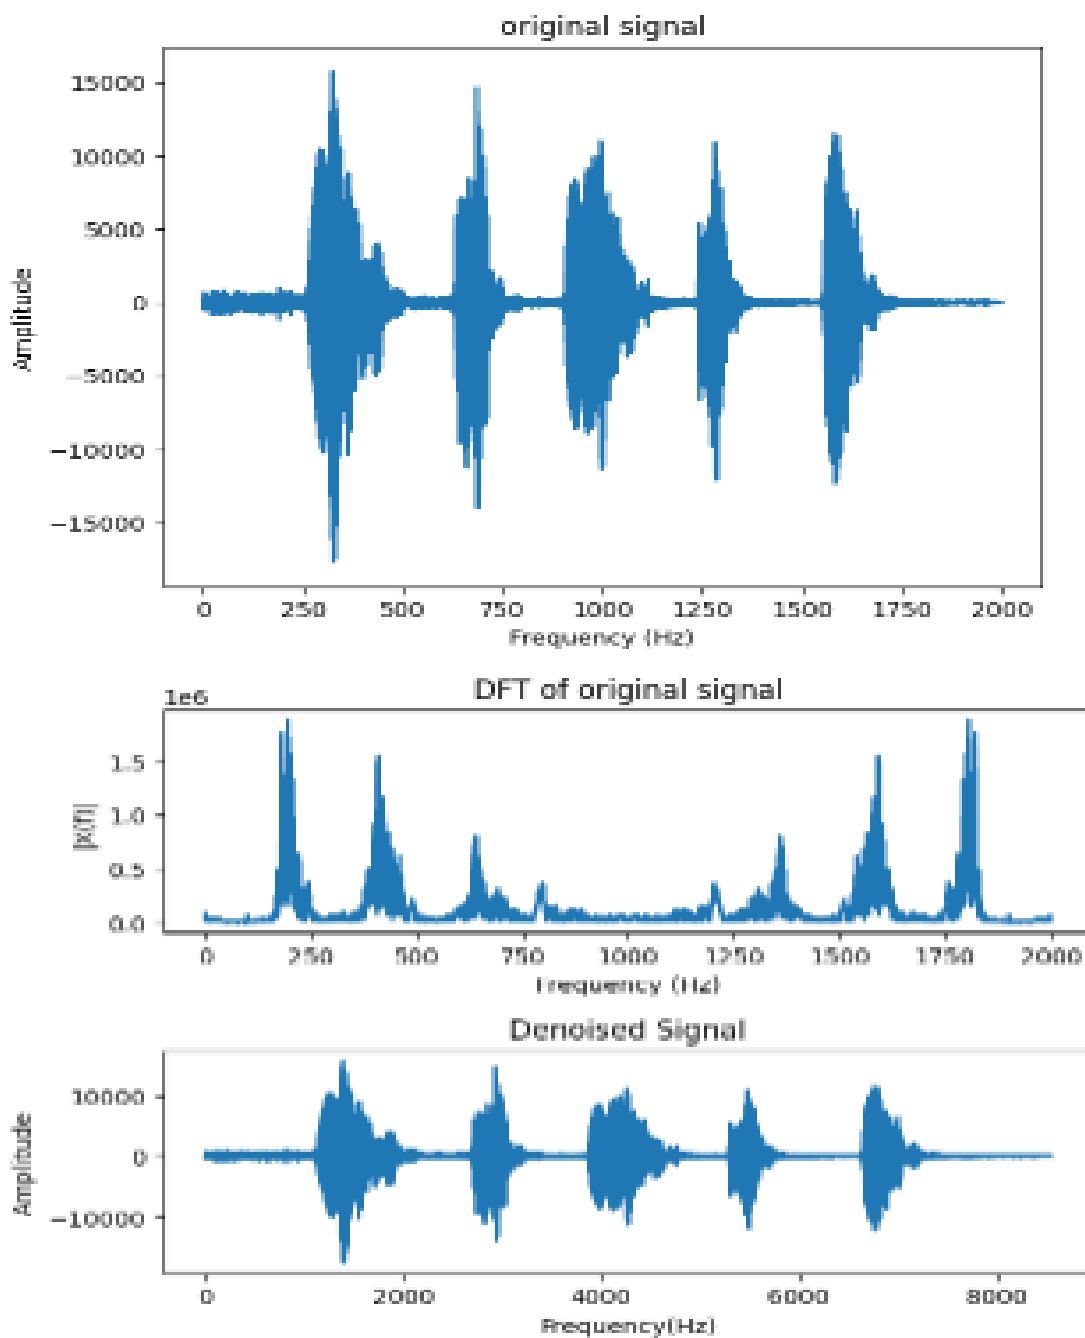 original signal
15000
10000
5000
0
−5000
−10000
−15000
Amplitude
0 250 500 750 1000 1250 1500 1750 2000
Frequency (Hz)
DFT of original signal
1e6
1.5
1.0
0.5
0.0
|X(f)|
0 250 500 750 1000 1250 1500 1750 2000
Frequency (Hz)
Denoised Signal
10000
0
−10000
Amplitude
0 2000 4000 6000 8000
Frequency(Hz)